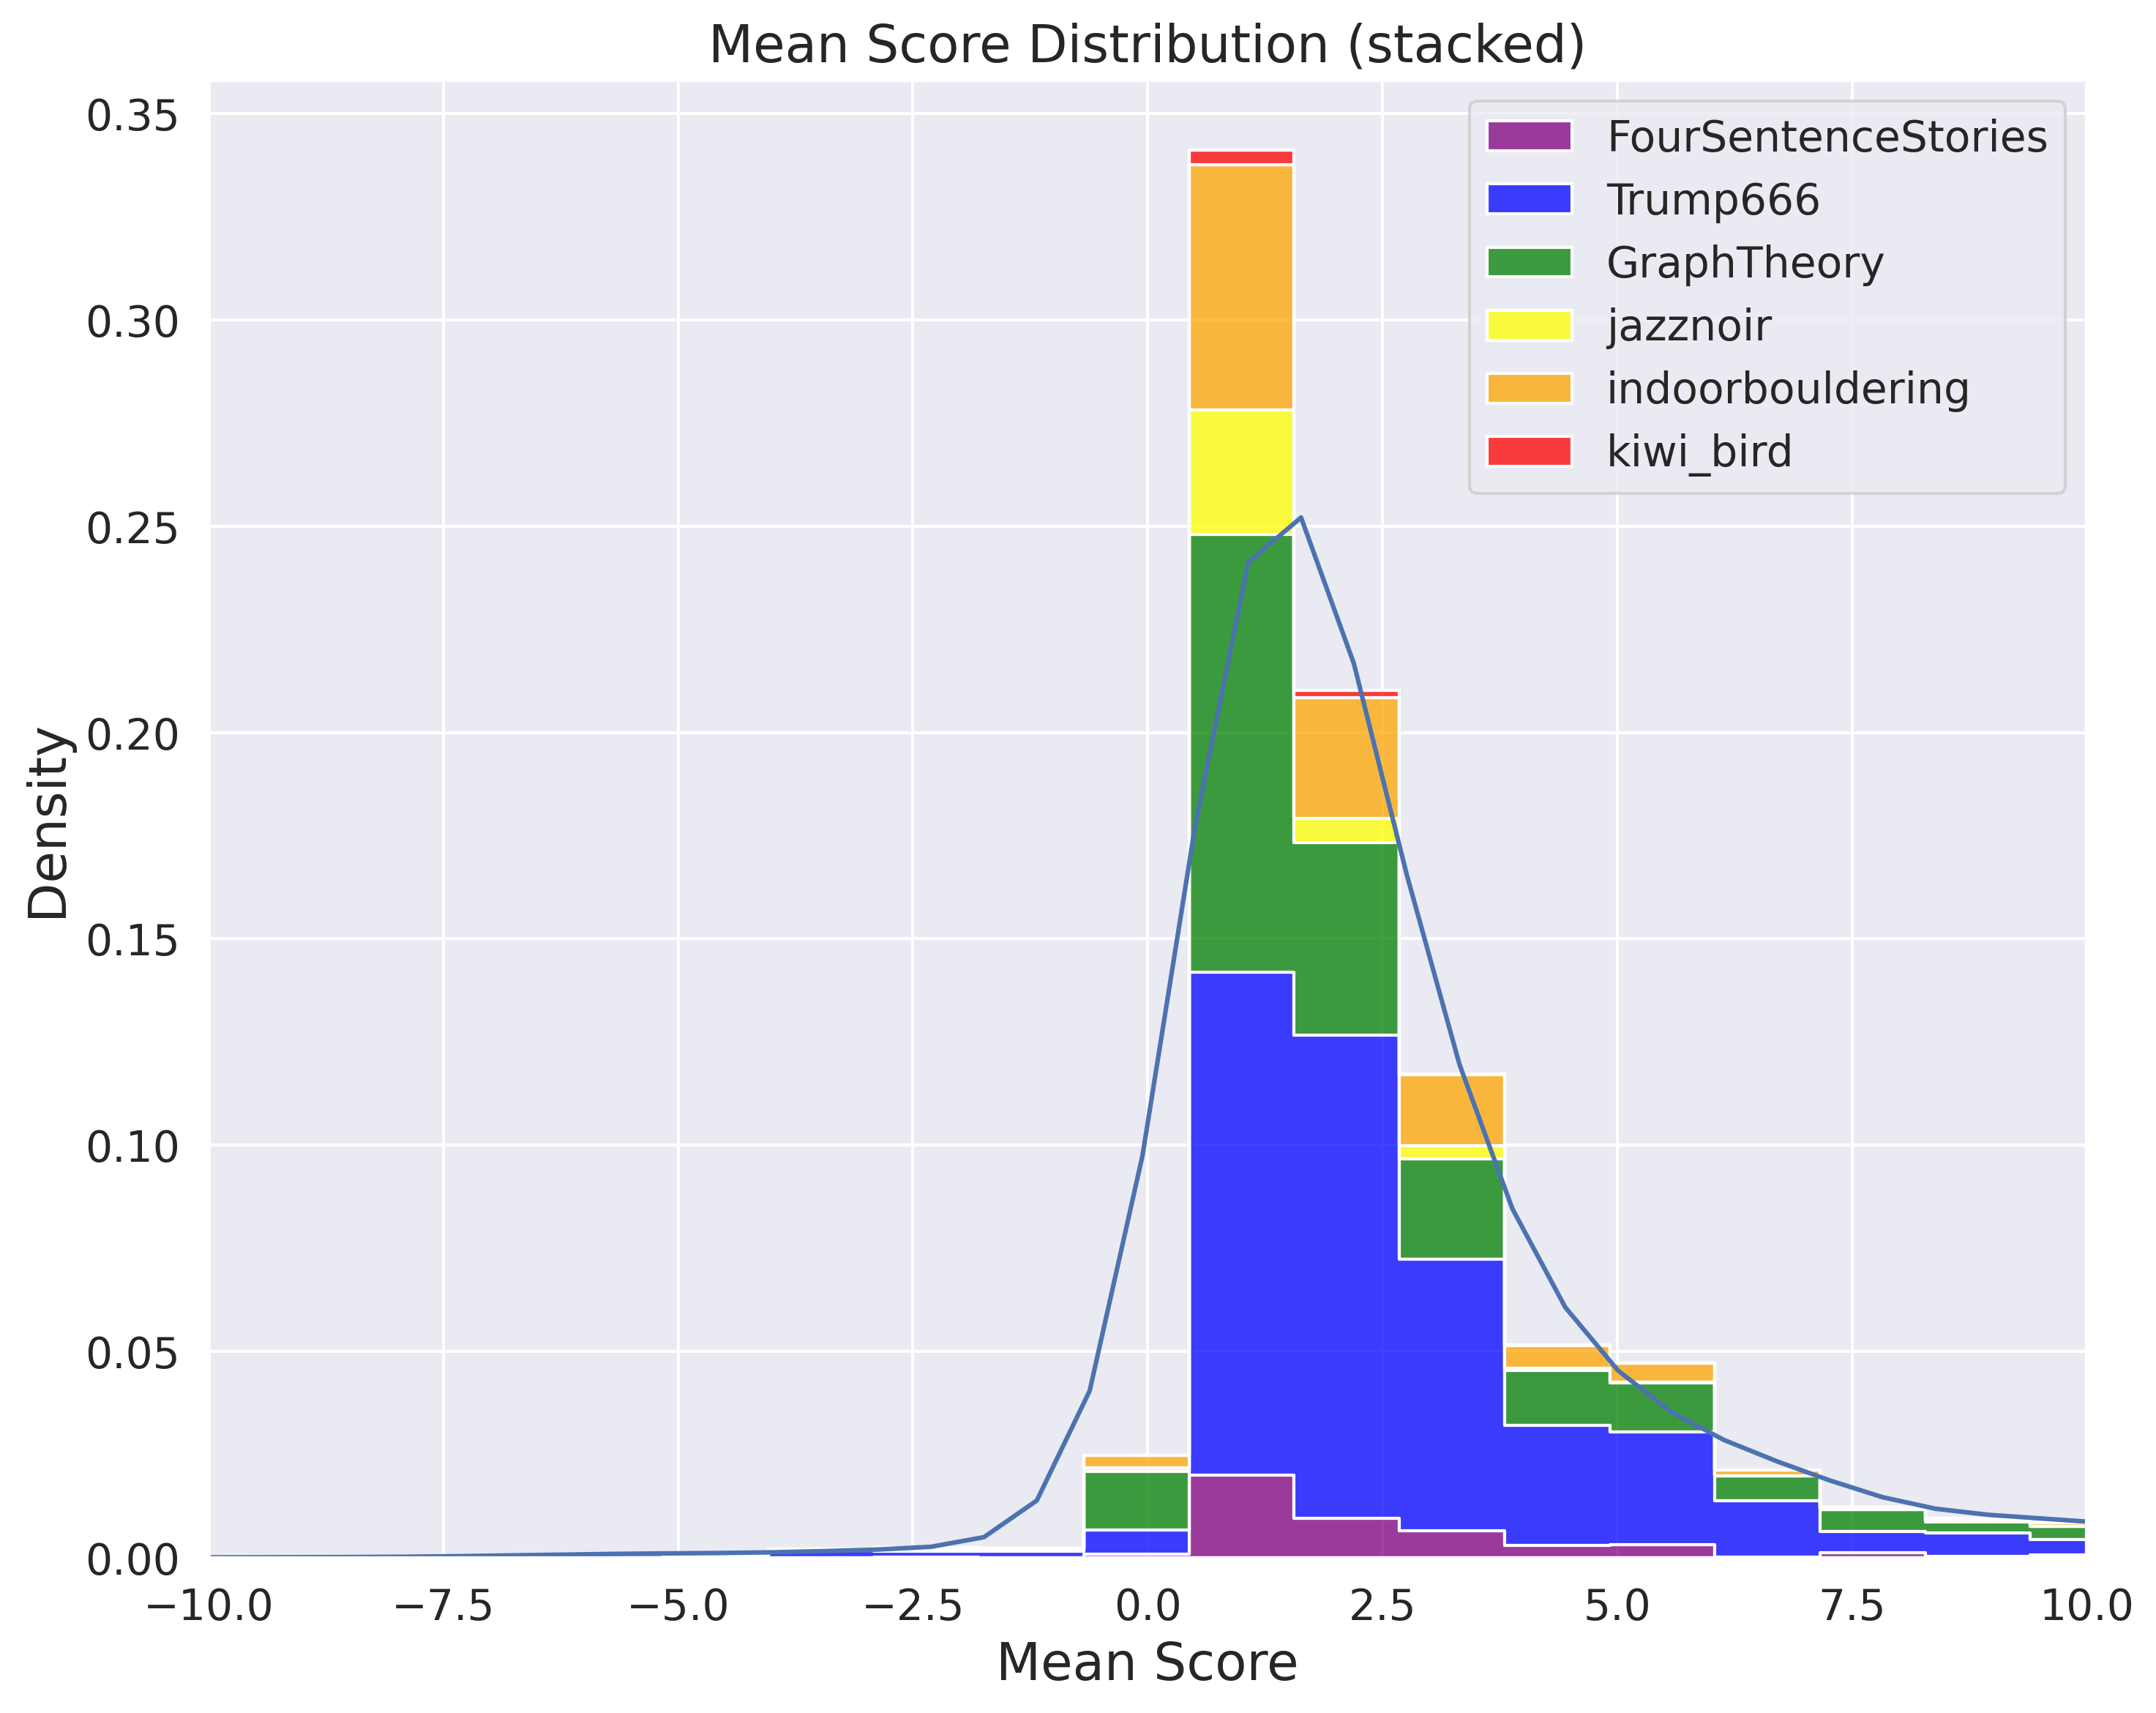 Mean Score Distribution (stacked)
0.35
0.30
0.25
0.20
0.15
0.10
0.05
0.00
Density
FourSentenceStories
Trump666
GraphTheory
jazznoir
indoorbouldering
kiwi_bird
−10.0 −7.5 −5.0 −2.5 0.0 2.5 5.0 7.5 10.0
Mean Score